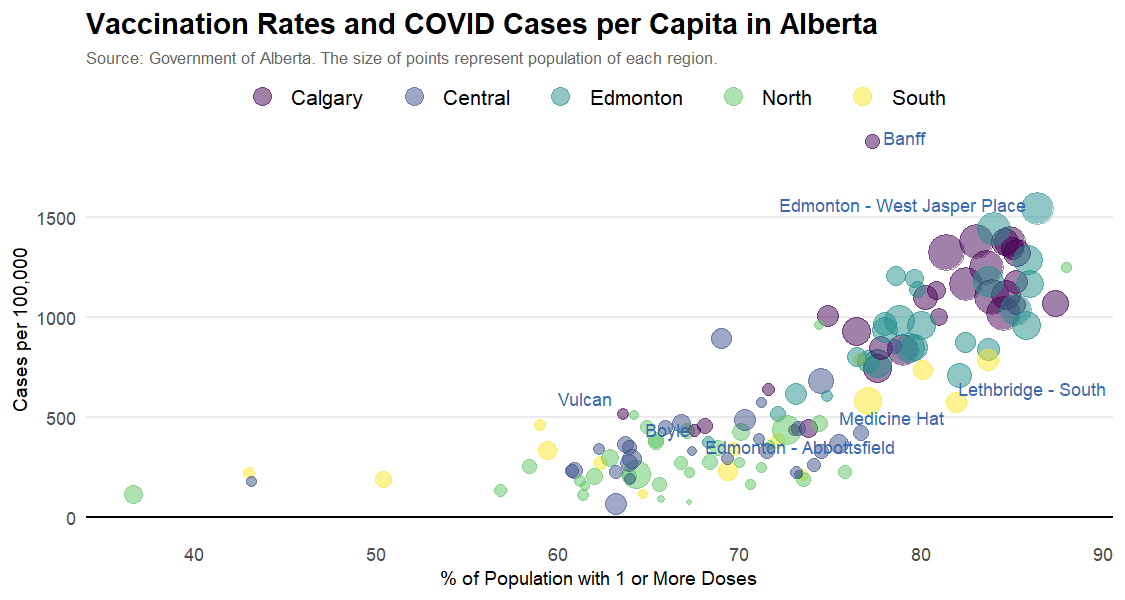 Vaccination Rates and COVID Cases per Capita in Alberta
Source: Government of Alberta. The size of points represent population of each region.
Calgary Central Edmonton North South
Banff
Edmonton - West Jasper Place
1500
1000
Lethbridge - South
Vulcan
500
Medicine Hat
Boyle
Edmonton - Abbottsfield
0
Cases per 100,000
40 50 60 70 80 90
% of Population with 1 or More Doses